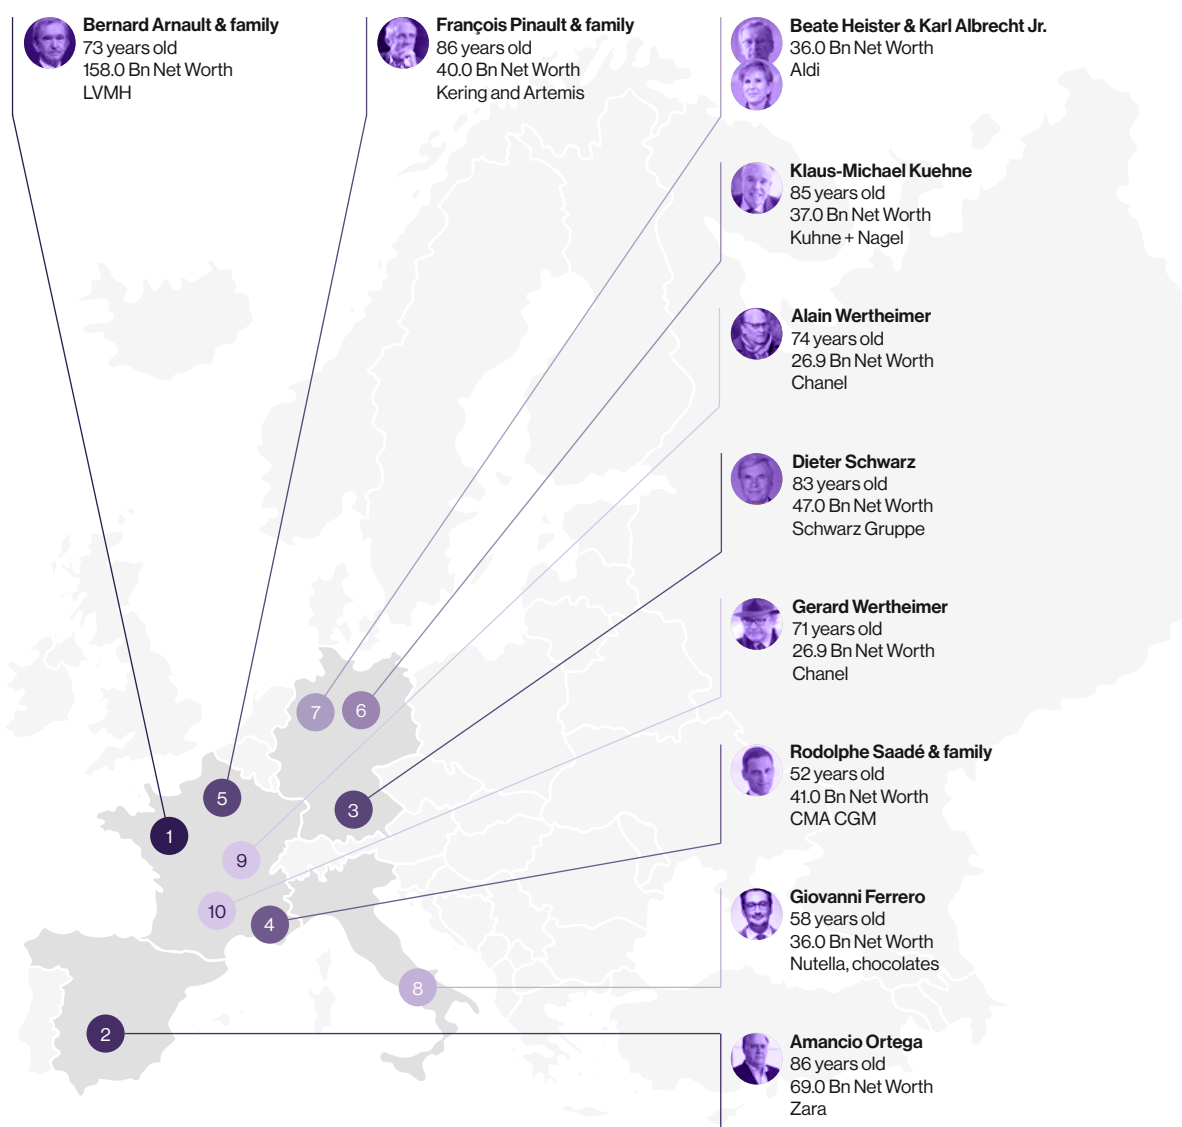 Bernard Arnault & family
73 years old
158.0 Bn Net Worth
LVMH
François Pinault & family
86 years old
40.0 Bn Net Worth
Kering and Artemis
Beate Heister & Karl Albrecht Jr.
36.0 Bn Net Worth
Aldi
Klaus-Michael Kuehne
85 years old
37.0 Bn Net Worth
Kuhne + Nagel
Alain Wertheimer
74 years old
26.9 Bn Net Worth
Chanel
Dieter Schwarz
83 years old
47.0 Bn Net Worth
Schwarz Gruppe
Gerard Wertheimer
71 years old
26.9 Bn Net Worth
Chanel
Rodolphe Saadé & family
52 years old
41.0 Bn Net Worth
CMA CGM
Giovanni Ferrero
58 years old
36.0 Bn Net Worth
Nutella, chocolates
Amancio Ortega
86 years old
69.0 Bn Net Worth
Zara
7
6
5
3
1
9
10
4
8
2